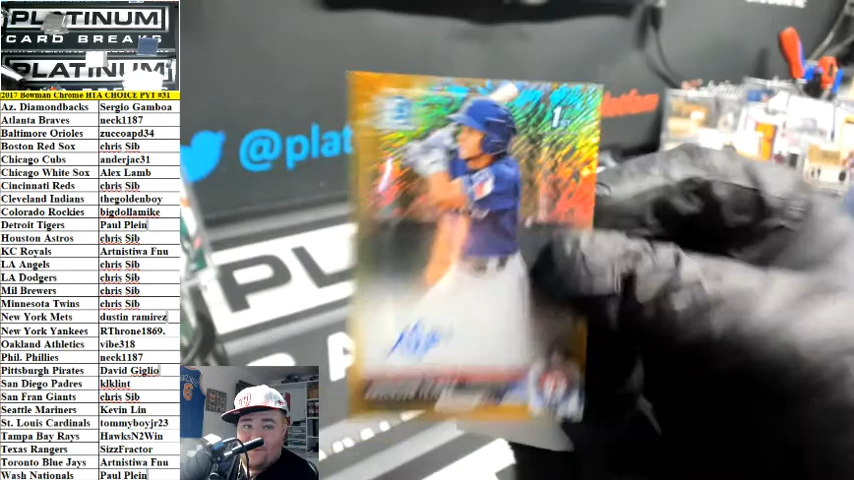 PLATINUM
CARD BREAKS
PLATINUM
2017 Bowman Chrome HTA CHOICE PYT #31
Az. Diamondbacks Sergio Gamboa
Atlanta Braves neck1187
Baltimore Orioles zuccoapd34
Boston Red Sox chris Sib
Chicago Cubs anderjac31
Chicago White Sox Alex Lamb
Cincinnati Reds chris Sib
Cleveland Indians thegoldenboy
Colorado Rockies bigdollamike
Detroit Tigers Paul Plein
Houston Astros chris Sib
KC Royals Artnistiwa Fnu
LA Angels chris Sib
LA Dodgers chris Sib
Mil Brewers chris Sib
Minnesota Twins chris Sib
New York Mets dustin ramirez
New York Yankees RThrone1869.
Oakland Athletics vibe318
Phil. Phillies neck1187
Pittsburgh Pirates David Giglio
San Diego Padres klklint
San Fran Giants chris Sib
Seattle Mariners Kevin Lin
St. Louis Cardinals tommyboyjr23
Tampa Bay Rays HawksN2Win
Texas Rangers SizzFractor
Toronto Blue Jays Artnistiwa Fnu
Wash Nationals Paul Plein
@plat
1ST
PL